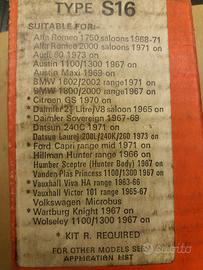 TYPE S16
SUITABLE FOR:-
Alfa Romeo 1750 saloons 1968-71
Alfa Romeo 2000 saloons 1971 on
Audi 80 1973 on
Austin 1100/1300 1967 on
Austin Maxi 1969 on
BMW 1602 /2002 range 1971 on
BMW 1800/2000 range 1967 on
* Citroen GS 1970 on
* Daimler 2½ Litre/V8 saloon 1965 on
* Daimler Sovereign 1967-69
Datsun 240C 1971 on
Datsun Laurel 200L/240K/260 1973 on
* Ford Capri range mid 1971 on
* Hillman Hunter range 1966 on
Humber Sceptre (Hunter Body) 1967 on
Vanden Plas Princess 1100/1300 1967 on
* Vauxhall Viva HA range 1963-66
* Vauxhall Victor 101 range 1965-67
Volkswagen Microbus
* Wartburg Knight 1967 on
Wolseley 1100/1300 1967 on
* KIT R. REQUIRED
FOR OTHER MODELS SEE
APPLICATION LIST
subito